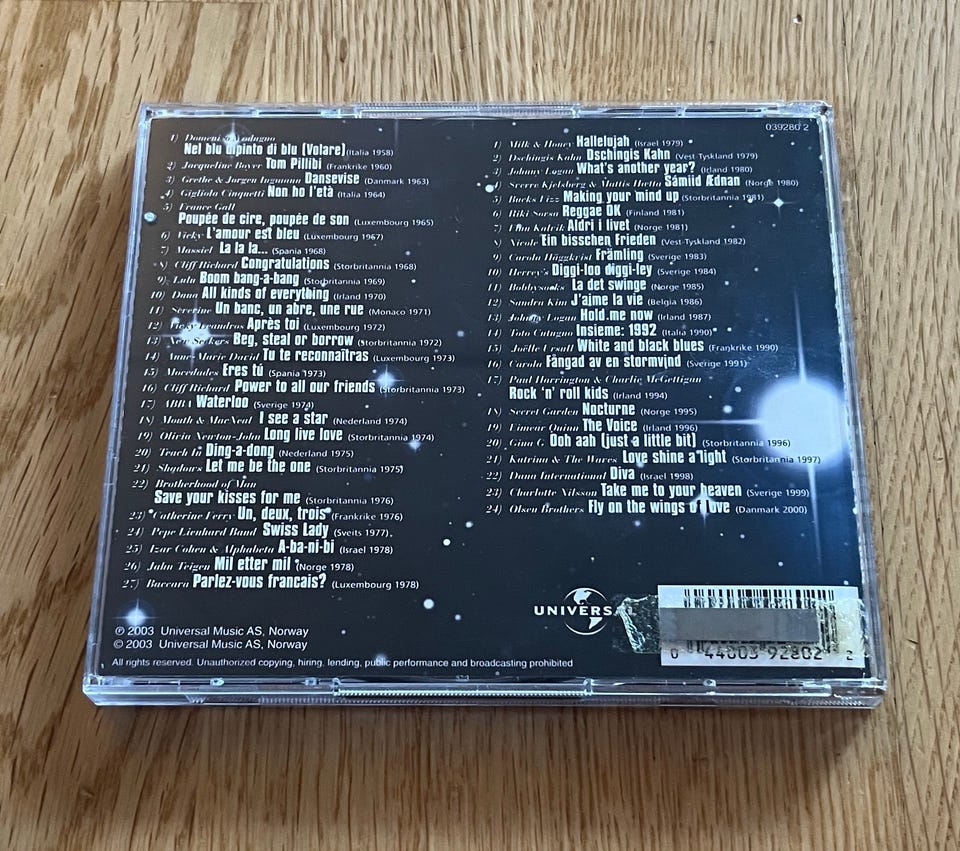 1) Domenico Modugno
Nel blu dipinto di blu (Volare) (Italia 1958)
2) Jacqueline Boyer Tom Pillibi (Frankrike 1960)
3) Grethe & Jørgen Ingmann Dansevise (Danmark 1963)
4) Gigliola Cinquetti Non ho l'età (Italia 1964)
5) France Gall
Poupée de cire, poupée de son (Luxembourg 1965)
6) Vicky L'amour est bleu (Luxembourg 1967)
7) Massiel La la la... (Spania 1968)
8) Cliff Richard Congratulations (Storbritannia 1968)
9) Lulu Boom bang-a-bang (Storbritannia 1969)
10) Dana All kinds of everything (Irland 1970)
11) Séverine Un banc, un abre, une rue (Monaco 1971)
12) Vicky Leandros Après toi (Luxembourg 1972)
13) New Seekers Beg, steal or borrow (Storbritannia 1972)
14) Anne-Marie David Tu te reconnaîtras (Luxembourg 1973)
15) Mocedades Eres tú (Spania 1973)
16) Cliff Richard Power to all our friends (Storbritannia 1973)
17) ABBA Waterloo (Sverige 1974)
18) Mouth & MacNeal I see a star (Nederland 1974)
19) Olivia Newton-John Long live love (Storbritannia 1974)
20) Teach In Ding-a-dong (Nederland 1975)
21) Shadows Let me be the one (Storbritannia 1975)
22) Brotherhood of Man
Save your kisses for me (Storbritannia 1976)
23) Catherine Ferry Un, deux, trois (Frankrike 1976)
24) Pepe Lienhard Band Swiss Lady (Sveits 1977)
25) Izar Cohen & Alphabeta A-ba-ni-bi (Israel 1978)
26) Jahn Teigen Mil etter mil (Norge 1978)
27) Baccara Parlez-vous francais? (Luxembourg 1978)
℗ 2003 Universal Music AS, Norway
© 2003 Universal Music AS, Norway
All rights reserved. Unauthorized copying, hiring, lending, public performance and broadcasting prohibited
039280 2
1) Milk & Honey Hallelujah (Israel 1979)
2) Dschingis Kahn Dschingis Kahn (Vest-Tyskland 1979)
3) Johnny Logan What's another year? (Irland 1980)
4) Sverre Kjelsberg & Mattis Hætta Sámiid Ædnan (Norge 1980)
5) Bucks Fizz Making your mind up (Storbritannia 1981)
6) Riki Sorsa Reggae OK (Finland 1981)
7) Finn Kalvik Aldri i livet (Norge 1981)
8) Nicole Ein bisschen Frieden (Vest-Tyskland 1982)
9) Carola Häggkvist Främling (Sverige 1983)
10) Herrey's Diggi-loo diggi-ley (Sverige 1984)
11) Bobbysocks La det swinge (Norge 1985)
12) Sandra Kim J'aime la vie (Belgia 1986)
13) Johnny Logan Hold me now (Irland 1987)
14) Toto Cutugno Insieme: 1992 (Italia 1990)
15) Joëlle Ursull White and black blues (Frankrike 1990)
16) Carola Fångad av en stormvind (Sverige 1991)
17) Paul Harrington & Charlie McGettigan
Rock 'n' roll kids (Irland 1994)
18) Secret Garden Nocturne (Norge 1995)
19) Eimear Quinn The Voice (Irland 1996)
20) Gina G Ooh aah (just a little bit) (Storbritannia 1996)
21) Katrina & The Waves Love shine a light (Storbritannia 1997)
22) Dana International Diva (Israel 1998)
23) Charlotte Nilsson Take me to your heaven (Sverige 1999)
24) Olsen Brothers Fly on the wings of love (Danmark 2000)
UNIVERSAL
0 44003 92802 2